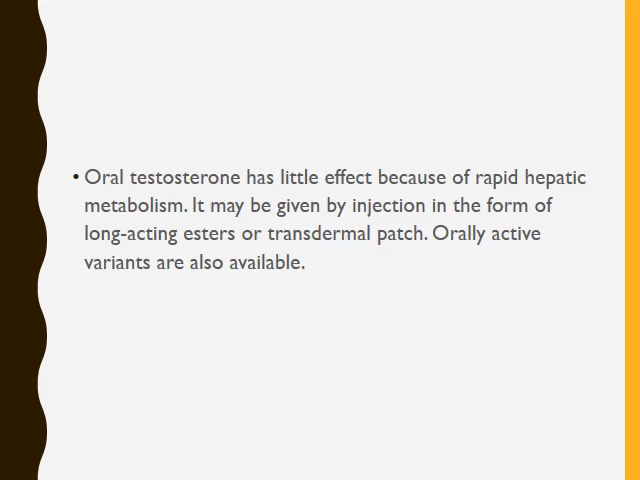 • Oral testosterone has little effect because of rapid hepatic
metabolism. It may be given by injection in the form of
long-acting esters or transdermal patch. Orally active
variants are also available.